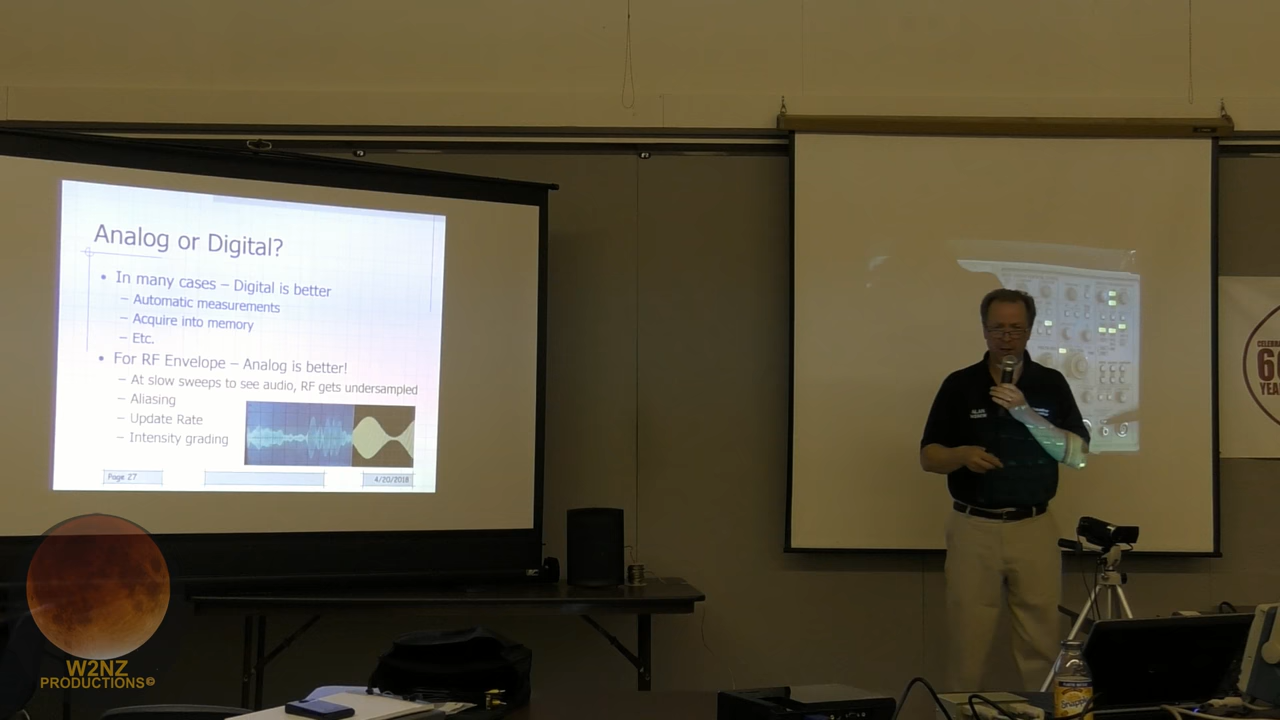 Analog or Digital?
• In many cases – Digital is better
– Automatic measurements
– Acquire into memory
– Etc.
• For RF Envelope – Analog is better!
– At slow sweeps to see audio, RF gets undersampled
– Aliasing
– Update Rate
– Intensity grading
Page 27
4/20/2018
ALAN
W2NZ
PRODUCTIONS©
Snapple